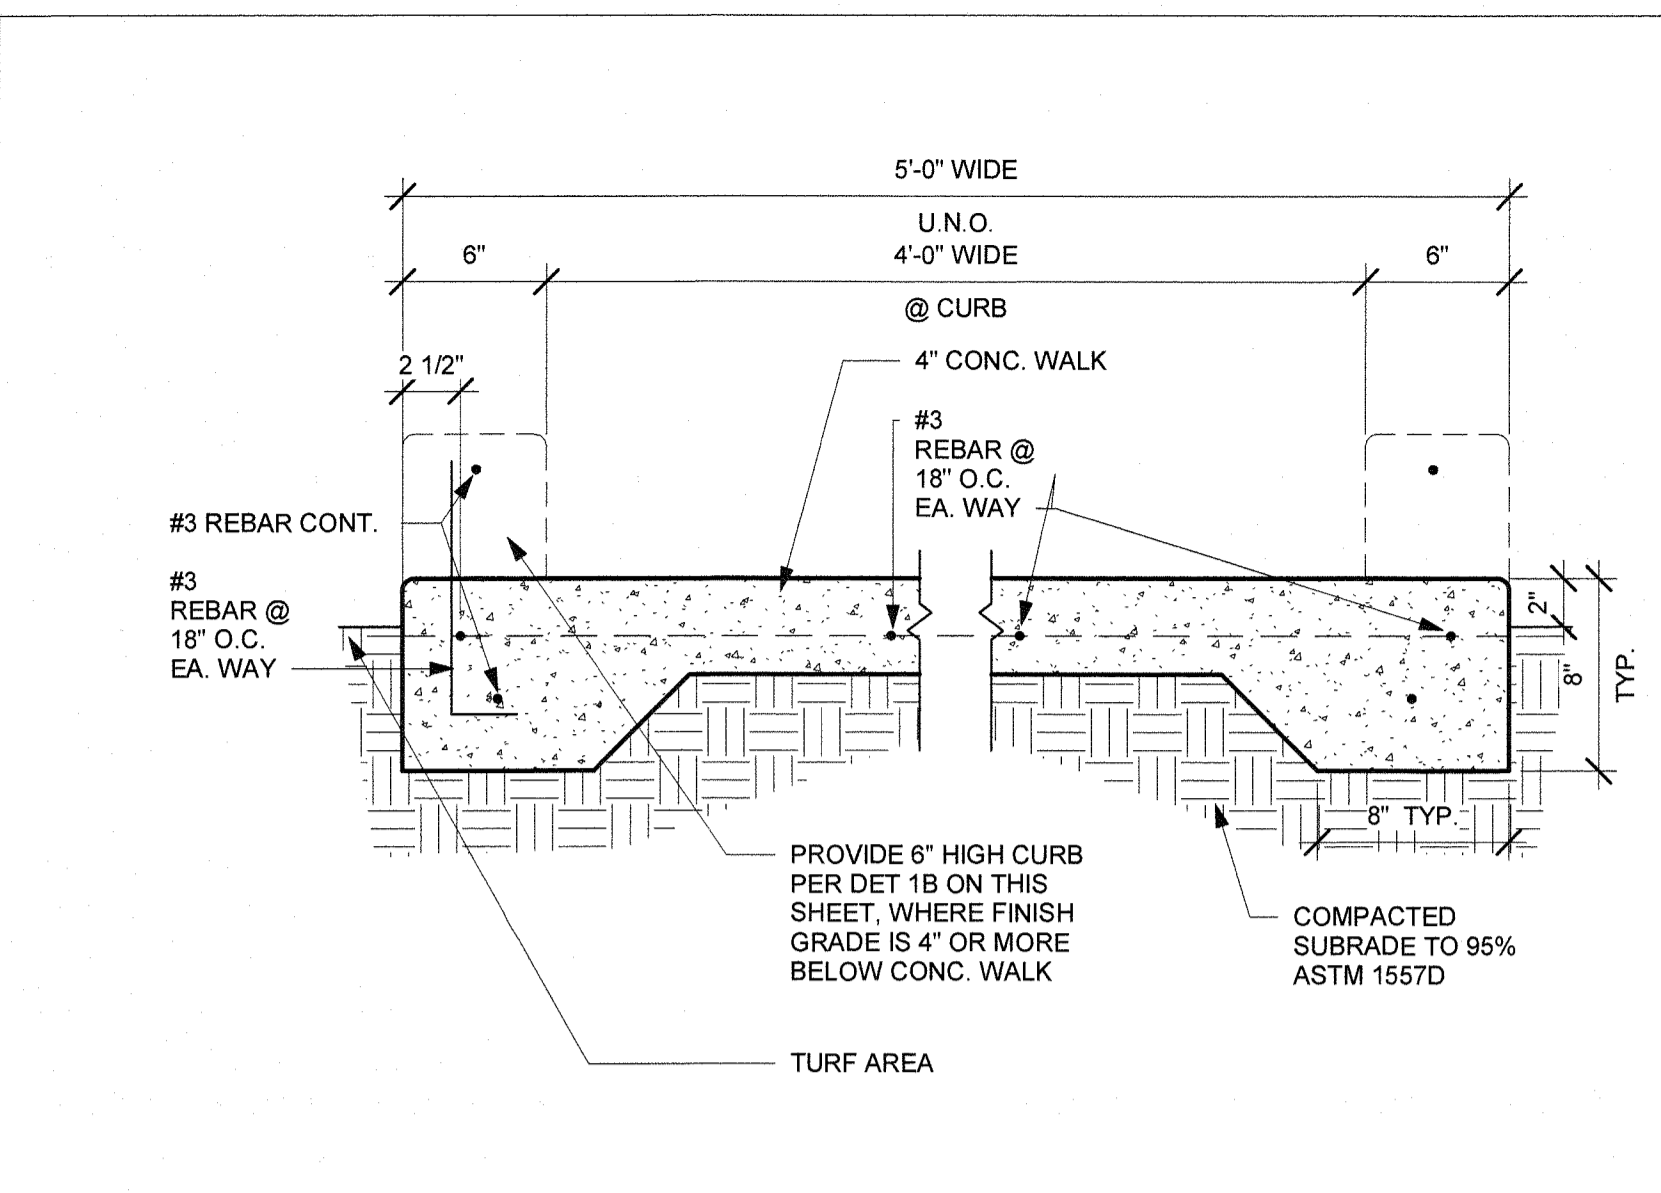 5'-0" WIDE
U.N.O.
6"
4'-0" WIDE
6"
@ CURB
2 1/2"
4" CONC. WALK
#3
REBAR @
18" O.C.
EA. WAY
#3 REBAR CONT.
#3
REBAR @
18" O.C.
EA. WAY
2"
8"
TYP.
8" TYP.
PROVIDE 6" HIGH CURB
PER DET 1B ON THIS
SHEET, WHERE FINISH
GRADE IS 4" OR MORE
BELOW CONC. WALK
COMPACTED
SUBRADE TO 95%
ASTM 1557D
TURF AREA